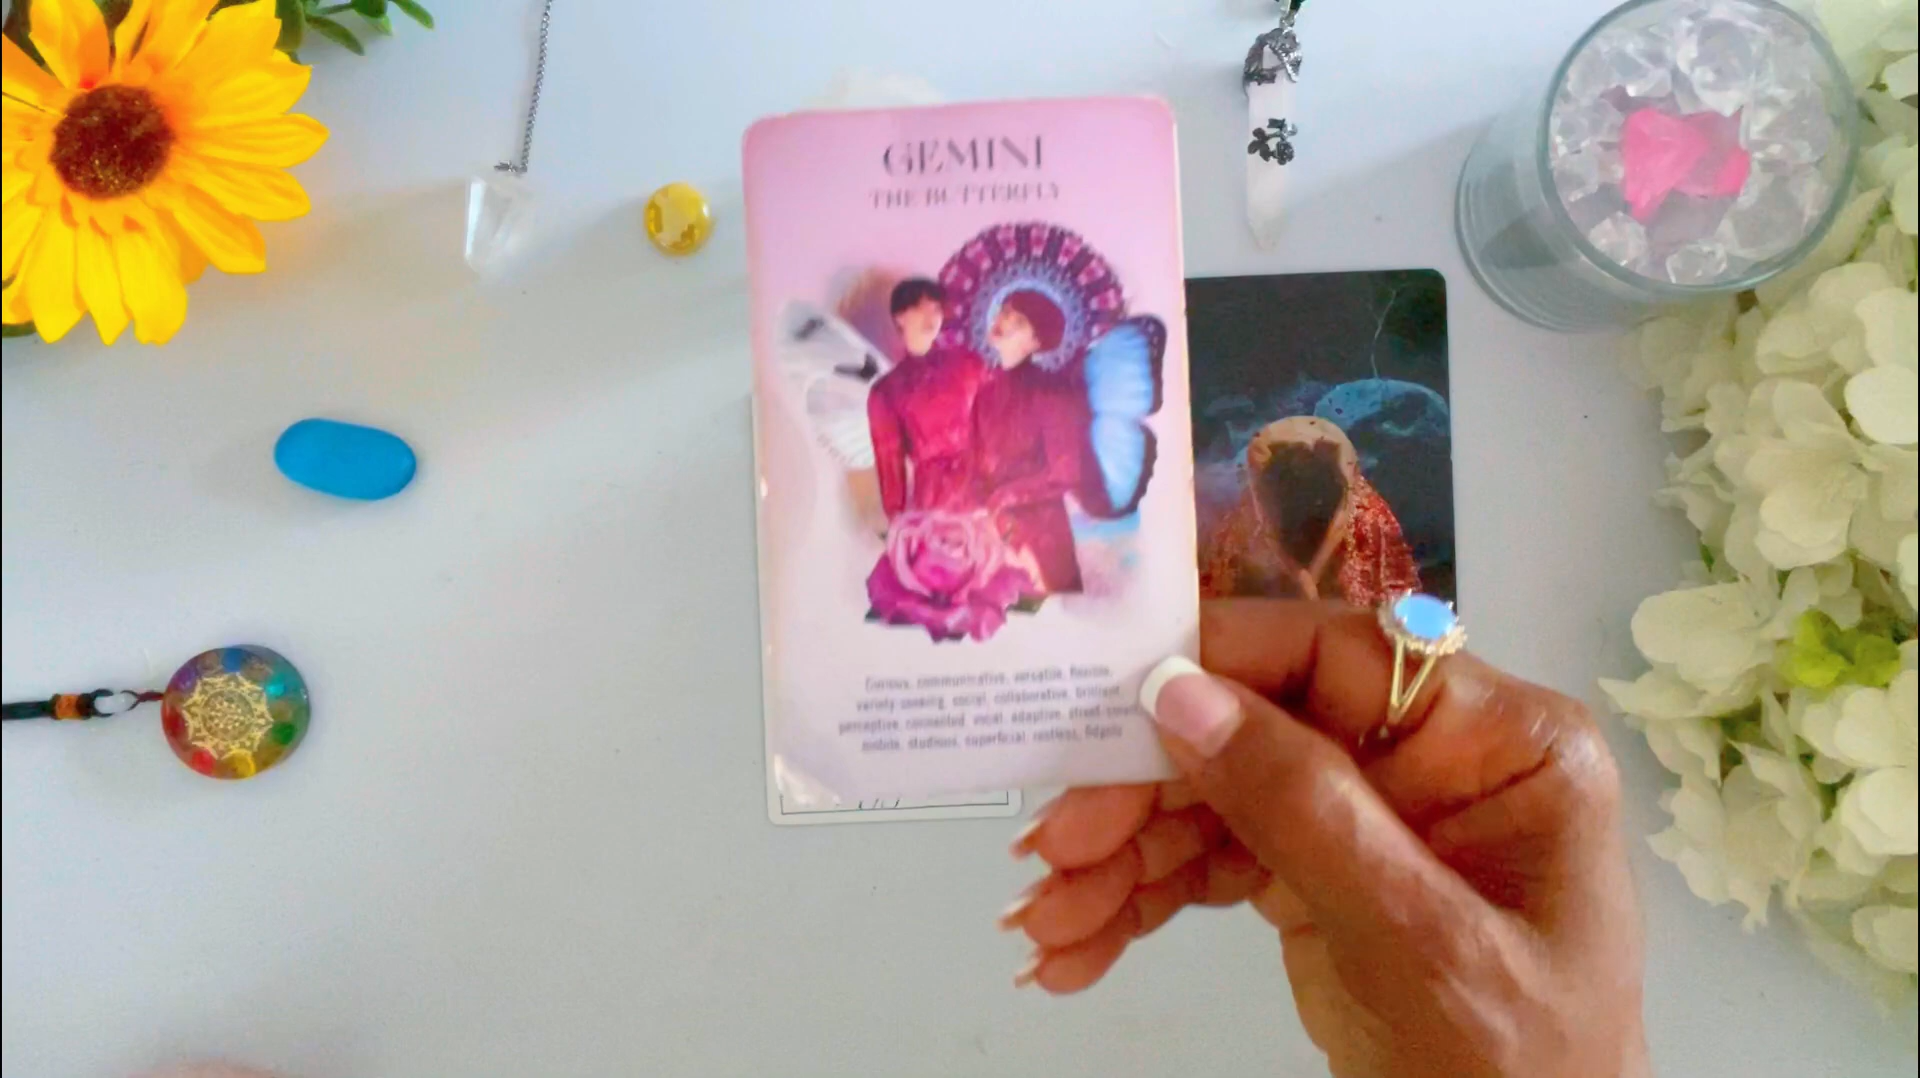 GEMINI
THE BUTTERFLY
Curious, communicative, versatile, flexible,
variety-seeking, social, collaborative, brilliant,
perceptive, connected, vocal, adaptive, street-smart
mobile, studious, superficial, restless, fidgety